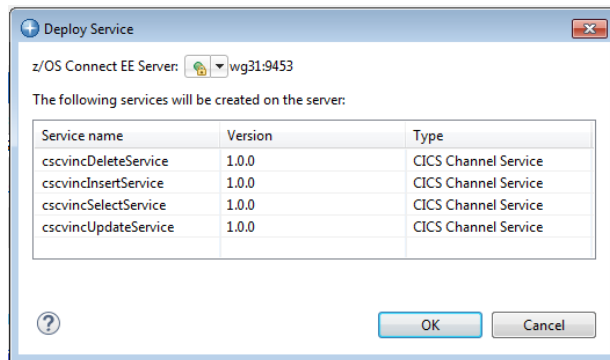 Deploy Service
z/OS Connect EE Server: wg31:9453
The following services will be created on the server:
Service name Version Type
cscvincDeleteService 1.0.0 CICS Channel Service
cscvincInsertService 1.0.0 CICS Channel Service
cscvincSelectService 1.0.0 CICS Channel Service
cscvincUpdateService 1.0.0 CICS Channel Service
? OK Cancel